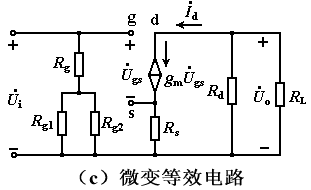 g d İd
+ + +
Rg U̇gs gmU̇gs
U̇i Rd U̇o RL
− s
Rg1 Rg2 Rs
− −
（c）微变等效电路